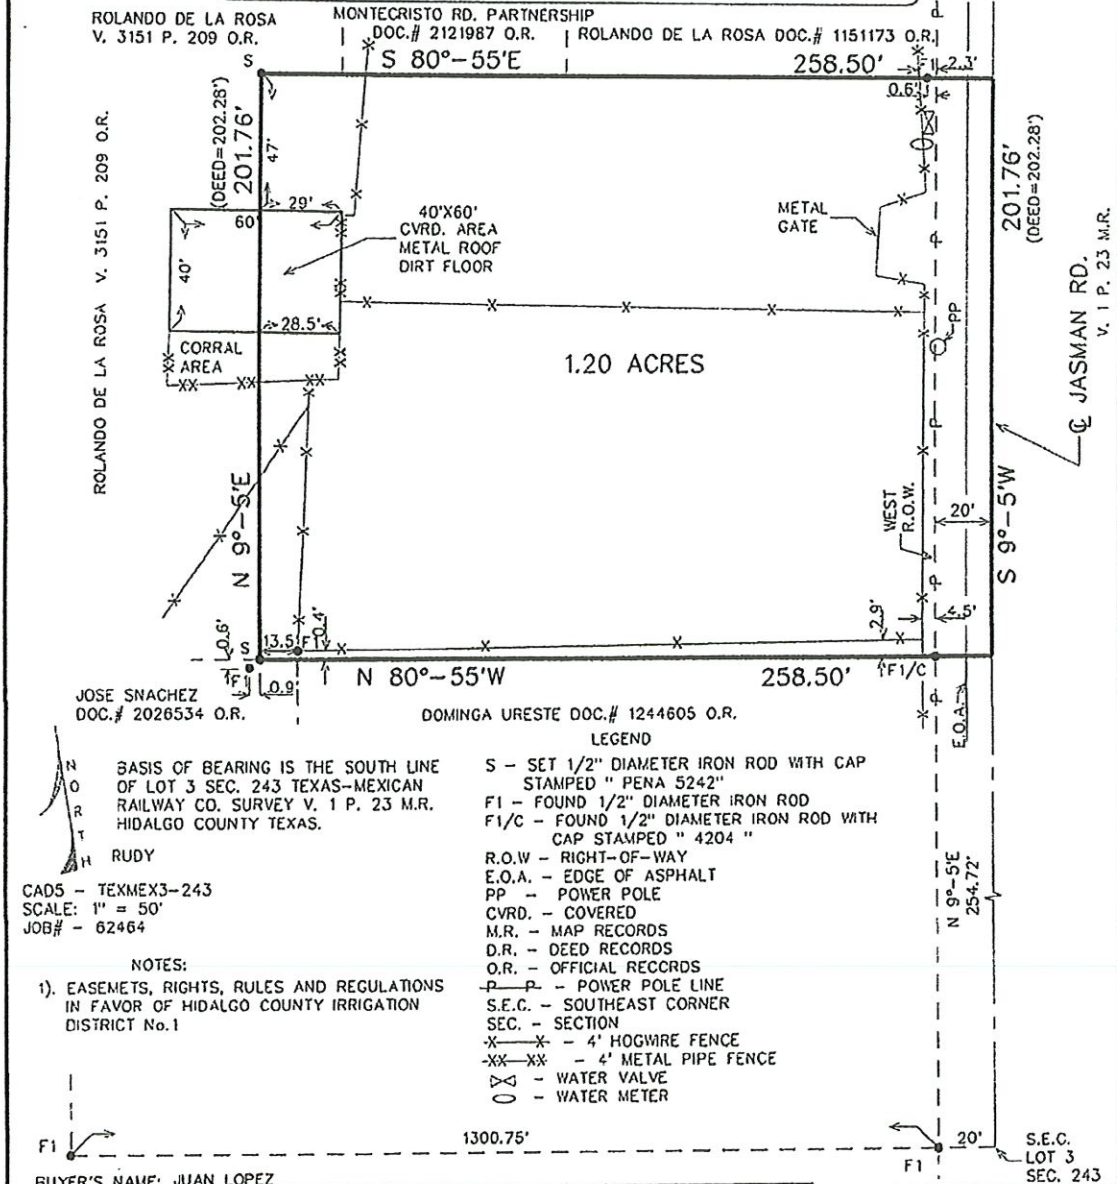 ROLANDO DE LA ROSA
V. 3151 P. 209 O.R.
MONTECRISTO RD. PARTNERSHIP
DOC.# 2121987 O.R.
ROLANDO DE LA ROSA DOC.# 1151173 O.R.
S
S 80°-55'E
258.50'
2.3'
0.6'
ROLANDO DE LA ROSA V. 3151 P. 209 O.R.
(DEED=202.28')
201.76'
47'
29'
60'
40'
28.5'
40'X60'
CVRD. AREA
METAL ROOF
DIRT FLOOR
METAL
GATE
201.76'
(DEED=202.28')
PP
CORRAL
AREA
1.20 ACRES
℄ JASMAN RD.
V. 1 P. 23 M.R.
N 9°-5'E
WEST
R.O.W.
20'
S 9°-5'W
0.6'
S
13.5'
F1
0.4'
2.9'
4.5'
F1
0.9'
N 80°-55'W
258.50'
F1/C
E.O.A.
JOSE SNACHEZ
DOC.# 2026534 O.R.
DOMINGA URESTE DOC.# 1244605 O.R.
NORTH
BASIS OF BEARING IS THE SOUTH LINE
OF LOT 3 SEC. 243 TEXAS-MEXICAN
RAILWAY CO. SURVEY V. 1 P. 23 M.R.
HIDALGO COUNTY TEXAS.
RUDY
CAD5 - TEXMEX3-243
SCALE: 1" = 50'
JOB# - 62464
NOTES:
1). EASEMETS, RIGHTS, RULES AND REGULATIONS
IN FAVOR OF HIDALGO COUNTY IRRIGATION
DISTRICT No.1
LEGEND
S - SET 1/2" DIAMETER IRON ROD WITH CAP
STAMPED " PENA 5242"
F1 - FOUND 1/2" DIAMETER IRON ROD
F1/C - FOUND 1/2" DIAMETER IRON ROD WITH
CAP STAMPED " 4204 "
R.O.W - RIGHT-OF-WAY
E.O.A. - EDGE OF ASPHALT
PP - POWER POLE
CVRD. - COVERED
M.R. - MAP RECORDS
D.R. - DEED RECORDS
O.R. - OFFICIAL RECORDS
P P - POWER POLE LINE
S.E.C. - SOUTHEAST CORNER
SEC. - SECTION
-X-X- - 4' HOGWIRE FENCE
-XX-XX- - 4' METAL PIPE FENCE
- WATER VALVE
- WATER METER
N 9°-5'E
254.72'
F1
1300.75'
20'
F1
S.E.C.
LOT 3
SEC. 243
BUYER'S NAME: JUAN LOPEZ